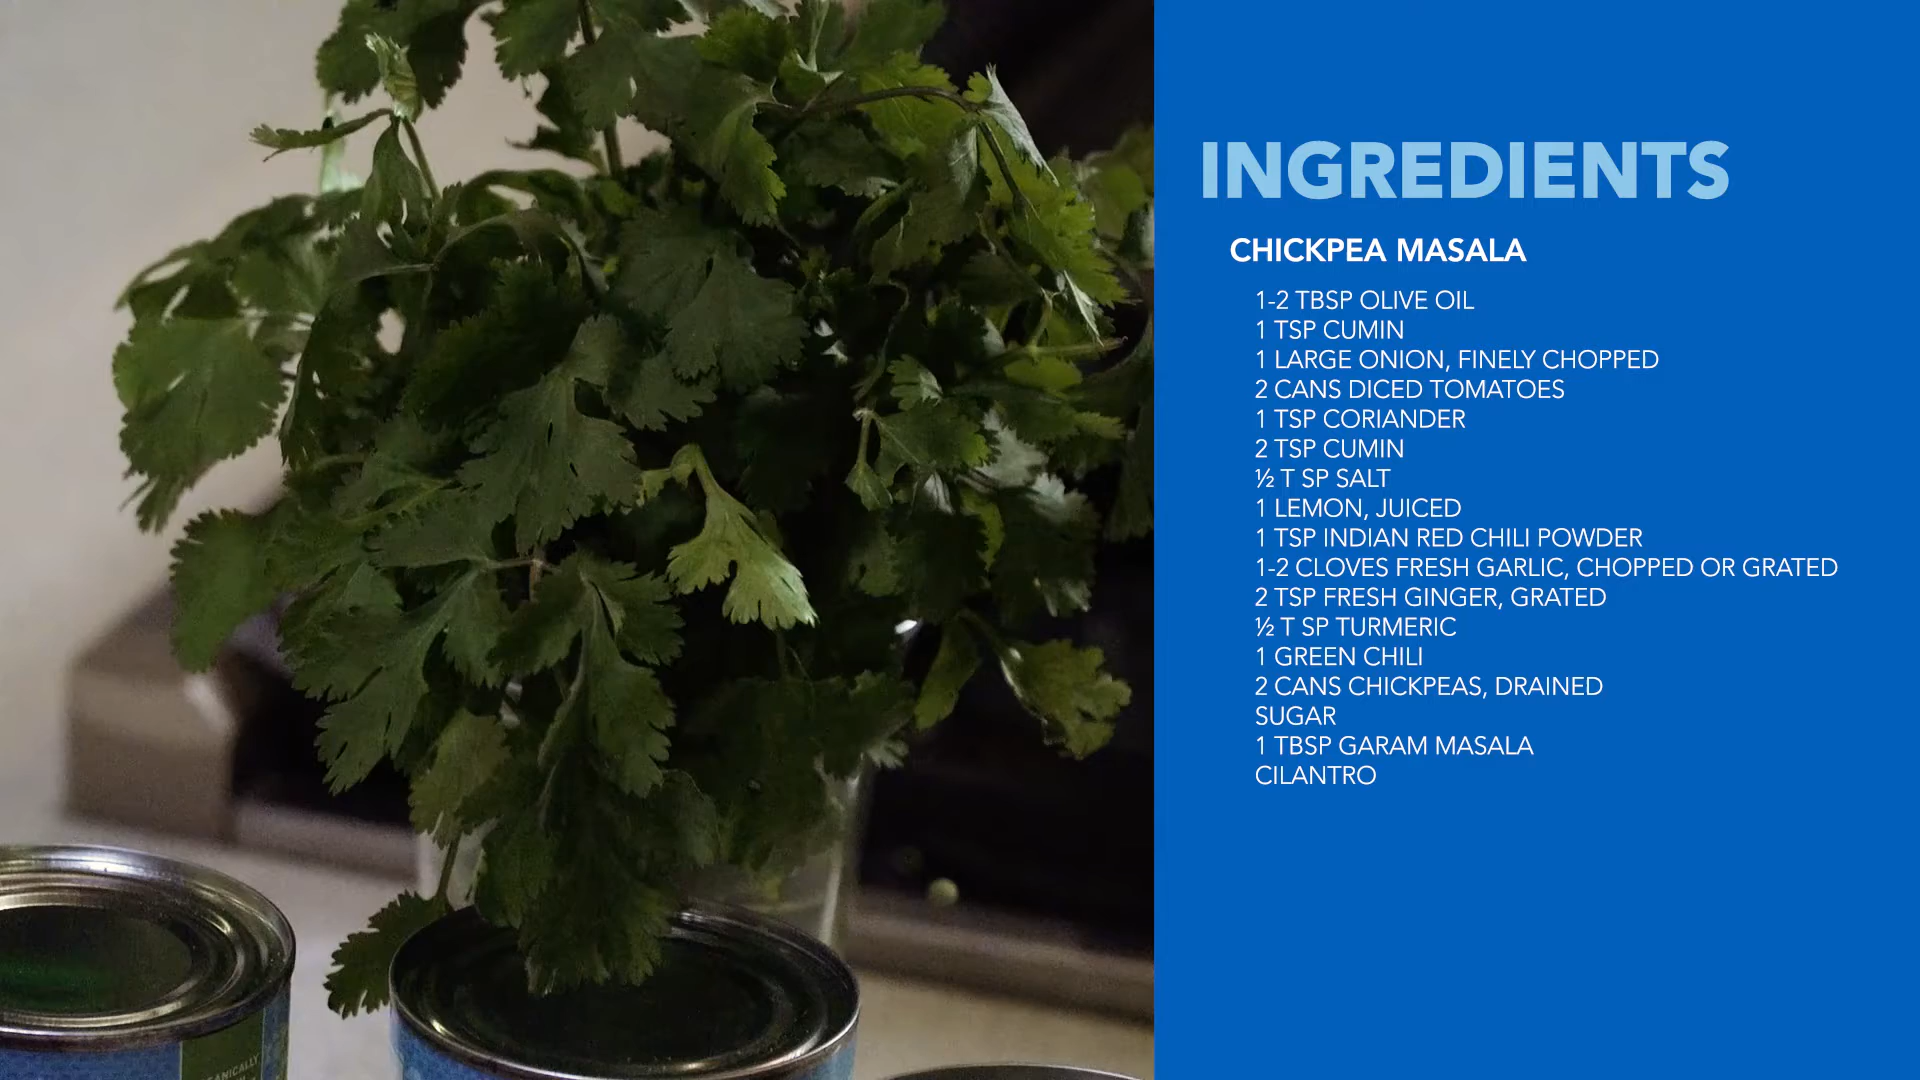 INGREDIENTS
CHICKPEA MASALA
1-2 TBSP OLIVE OIL
1 TSP CUMIN
1 LARGE ONION, FINELY CHOPPED
2 CANS DICED TOMATOES
1 TSP CORIANDER
2 TSP CUMIN
½ T SP SALT
1 LEMON, JUICED
1 TSP INDIAN RED CHILI POWDER
1-2 CLOVES FRESH GARLIC, CHOPPED OR GRATED
2 TSP FRESH GINGER, GRATED
½ T SP TURMERIC
1 GREEN CHILI
2 CANS CHICKPEAS, DRAINED
SUGAR
1 TBSP GARAM MASALA
CILANTRO